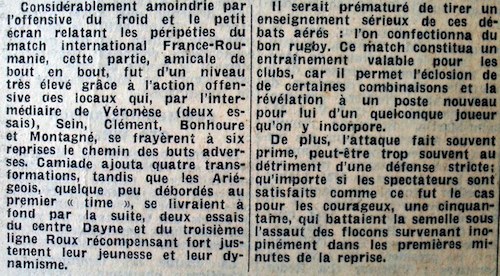 Considérablement amoindrie par
l'offensive du froid et le petit
écran relatant les péripéties du
match international France-Rou-
manie, cette partie, amicale de
bout en bout, fut d'un niveau
très élevé grâce à l'action offen-
sive des locaux qui, par l'inter-
médiaire de Véronèse (deux es-
sais), Sein, Clément, Bonhoure
et Montagné, se frayèrent à six
reprises le chemin des buts adver-
ses. Camiade ajouta quatre trans-
formations, tandis que les Arié-
geois, quelque peu débordés au
premier « time », se livraient à
fond par la suite, deux essais
du centre Dayne et du troisième
ligne Roux récompensant fort jus-
tement leur jeunesse et leur dy-
namisme.
Il serait prématuré de tirer un
enseignement sérieux de ces dé-
bats aérés : l'on confectionna du
bon rugby. Ce match constitua un
entraînement valable pour les
clubs, car il permet l'éclosion de
de certaines combinaisons et la
révélation à un poste nouveau
pour lui d'un quelconque joueur
qu'on y incorpore.
De plus, l'attaque fait souvent
prime, peut-être trop souvent au
détriment d'une défense stricte;
qu'importe si les spectateurs sont
satisfaits comme ce fut le cas
pour les courageux, une cinquan-
taine, qui battaient la semelle sous
l'assaut des flocons survenant ino-
pinément dans les premières mi-
nutes de la reprise.